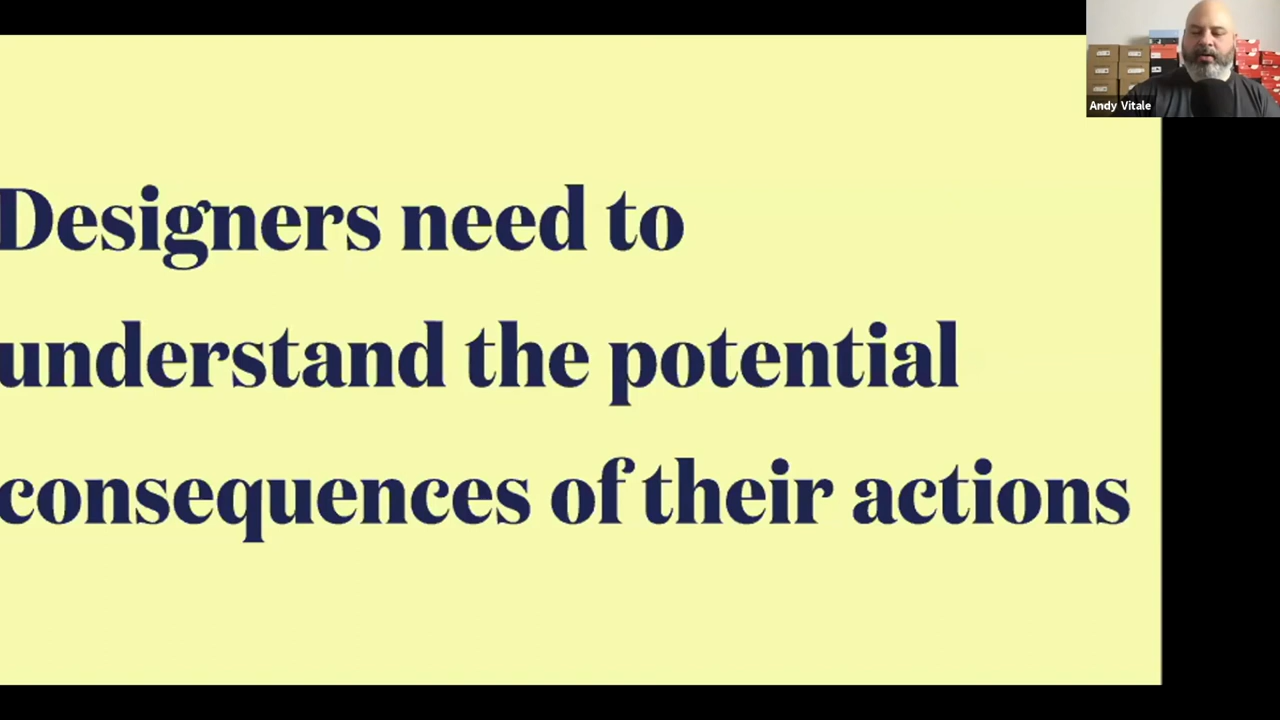 Andy Vitale
Designers need to
understand the potential
consequences of their actions